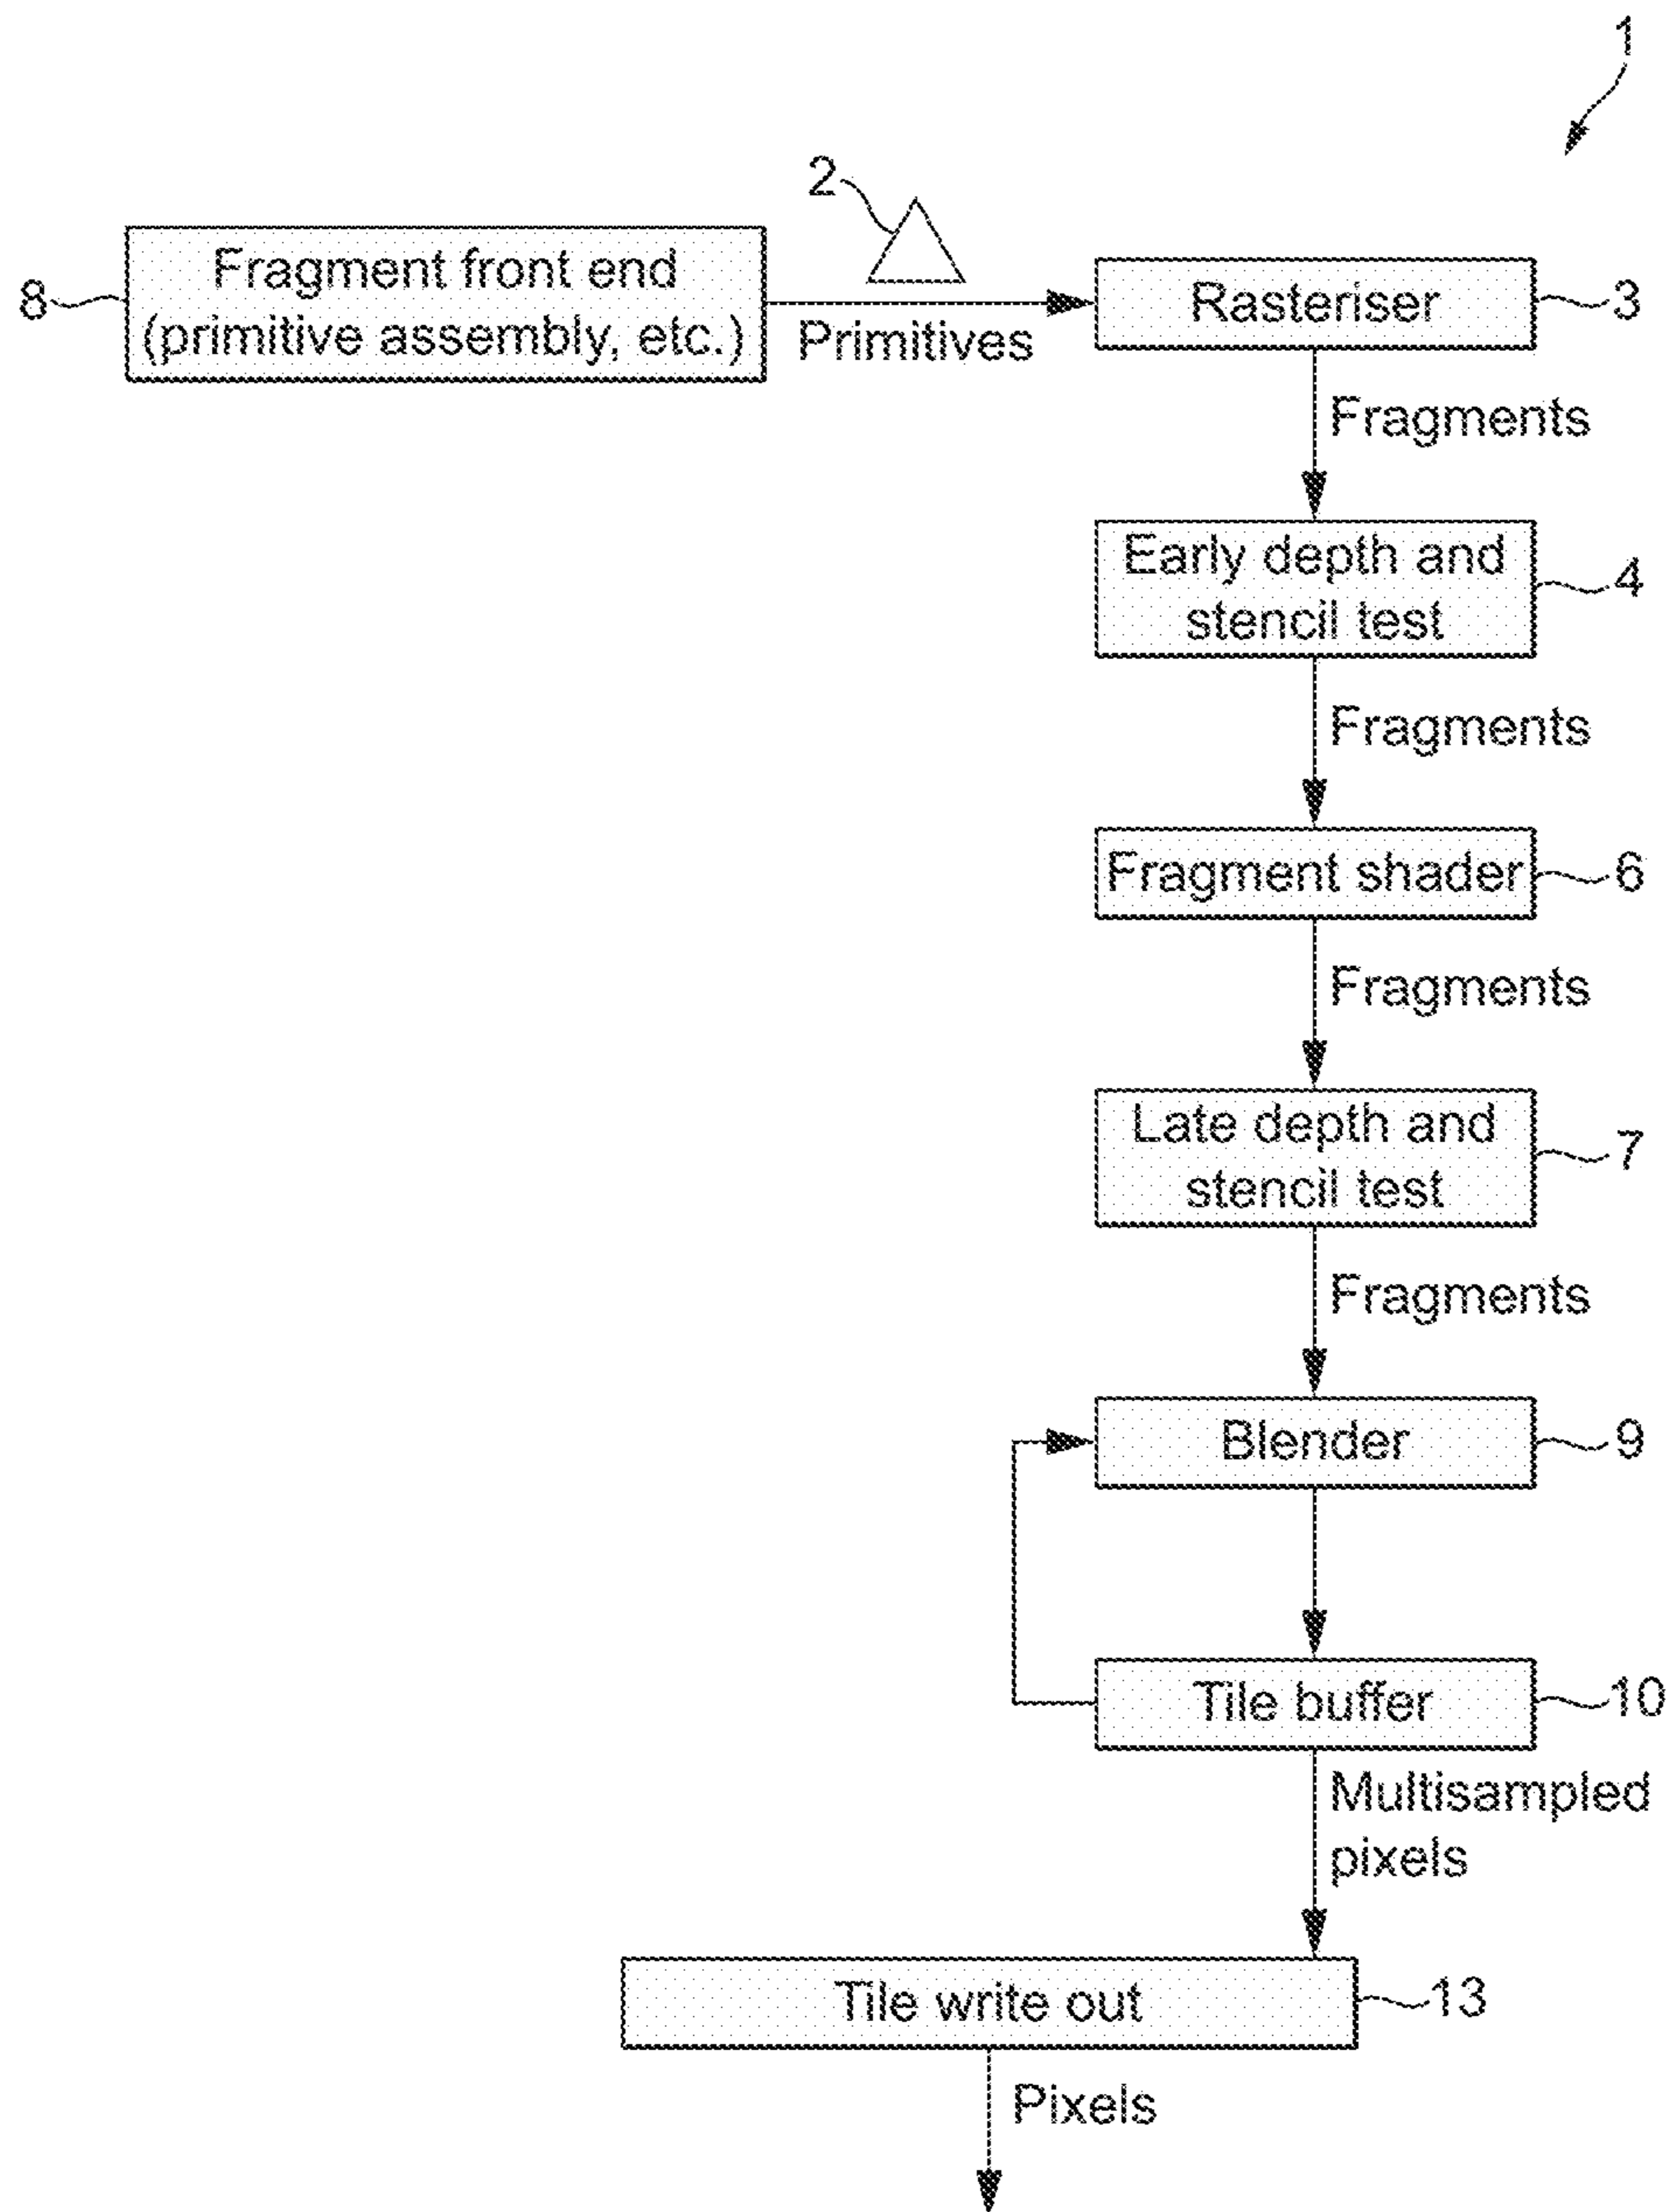 1
2
Fragment front end
(primitive assembly, etc.)
8
Primitives
Rasteriser
3
Fragments
Early depth and
stencil test
4
Fragments
Fragment shader
6
Fragments
Late depth and
stencil test
7
Fragments
Blender
9
Tile buffer
10
Multisampled
pixels
Tile write out
13
Pixels